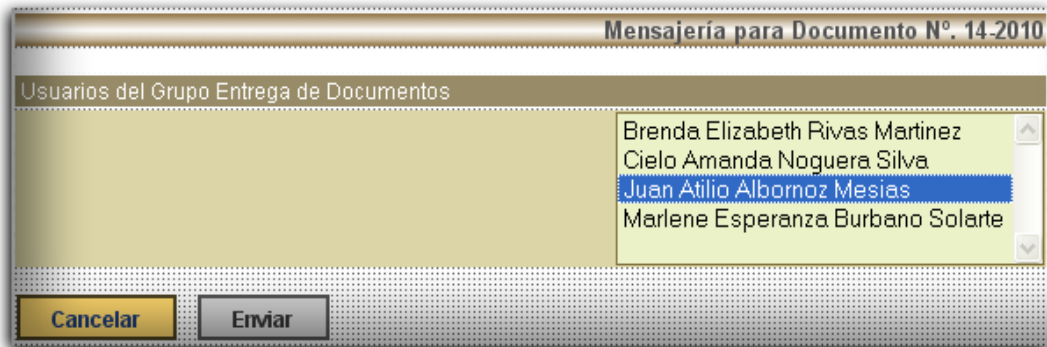 Mensajería para Documento Nº. 14-2010
Usuarios del Grupo Entrega de Documentos
Brenda Elizabeth Rivas Martinez
Cielo Amanda Noguera Silva
Juan Atilio Albornoz Mesias
Marlene Esperanza Burbano Solarte
Cancelar
Enviar